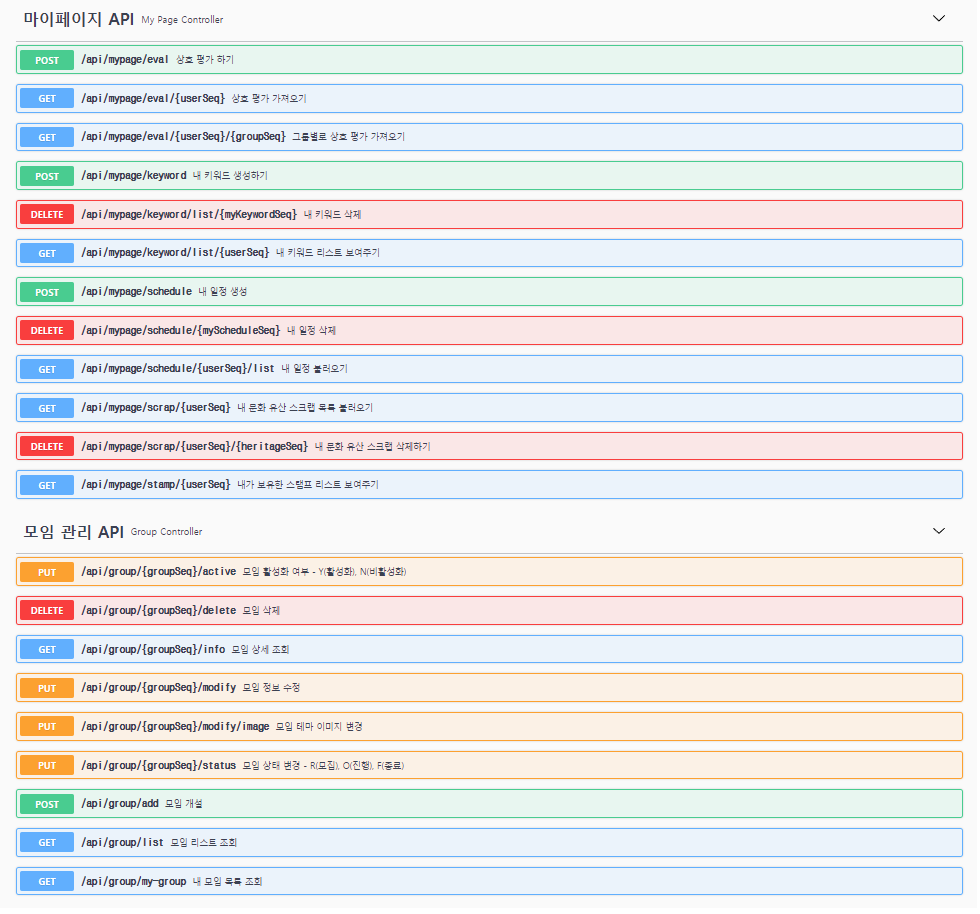 마이페이지 API My Page Controller
POST /api/mypage/eval 상호 평가 하기
GET /api/mypage/eval/{userSeq} 상호 평가 가져오기
GET /api/mypage/eval/{userSeq}/{groupSeq} 그룹별로 상호 평가 가져오기
POST /api/mypage/keyword 내 키워드 생성하기
DELETE /api/mypage/keyword/list/{myKeywordSeq} 내 키워드 삭제
GET /api/mypage/keyword/list/{userSeq} 내 키워드 리스트 보여주기
POST /api/mypage/schedule 내 일정 생성
DELETE /api/mypage/schedule/{myScheduleSeq} 내 일정 삭제
GET /api/mypage/schedule/{userSeq}/list 내 일정 불러오기
GET /api/mypage/scrap/{userSeq} 내 문화 유산 스크랩 목록 불러오기
DELETE /api/mypage/scrap/{userSeq}/{heritageSeq} 내 문화 유산 스크랩 삭제하기
GET /api/mypage/stamp/{userSeq} 내가 보유한 스탬프 리스트 보여주기
모임 관리 API Group Controller
PUT /api/group/{groupSeq}/active 모임 활성화 여부 - Y(활성화), N(비활성화)
DELETE /api/group/{groupSeq}/delete 모임 삭제
GET /api/group/{groupSeq}/info 모임 상세 조회
PUT /api/group/{groupSeq}/modify 모임 정보 수정
PUT /api/group/{groupSeq}/modify/image 모임 테마 이미지 변경
PUT /api/group/{groupSeq}/status 모임 상태 변경 - R(모집), O(진행), F(종료)
POST /api/group/add 모임 개설
GET /api/group/list 모임 리스트 조회
GET /api/group/my-group 내 모임 목록 조회